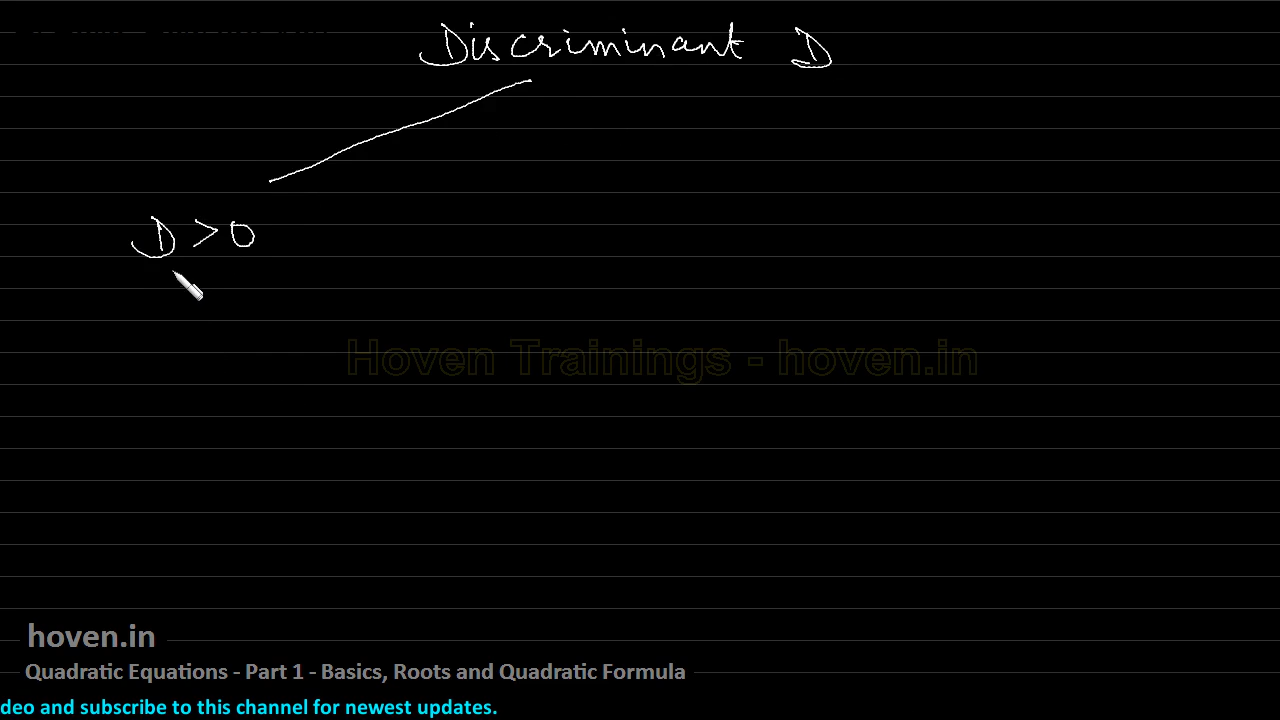 Discriminant D
D > 0
Hoven Trainings - hoven.in
hoven.in
Quadratic Equations - Part 1 - Basics, Roots and Quadratic Formula
deo and subscribe to this channel for newest updates.